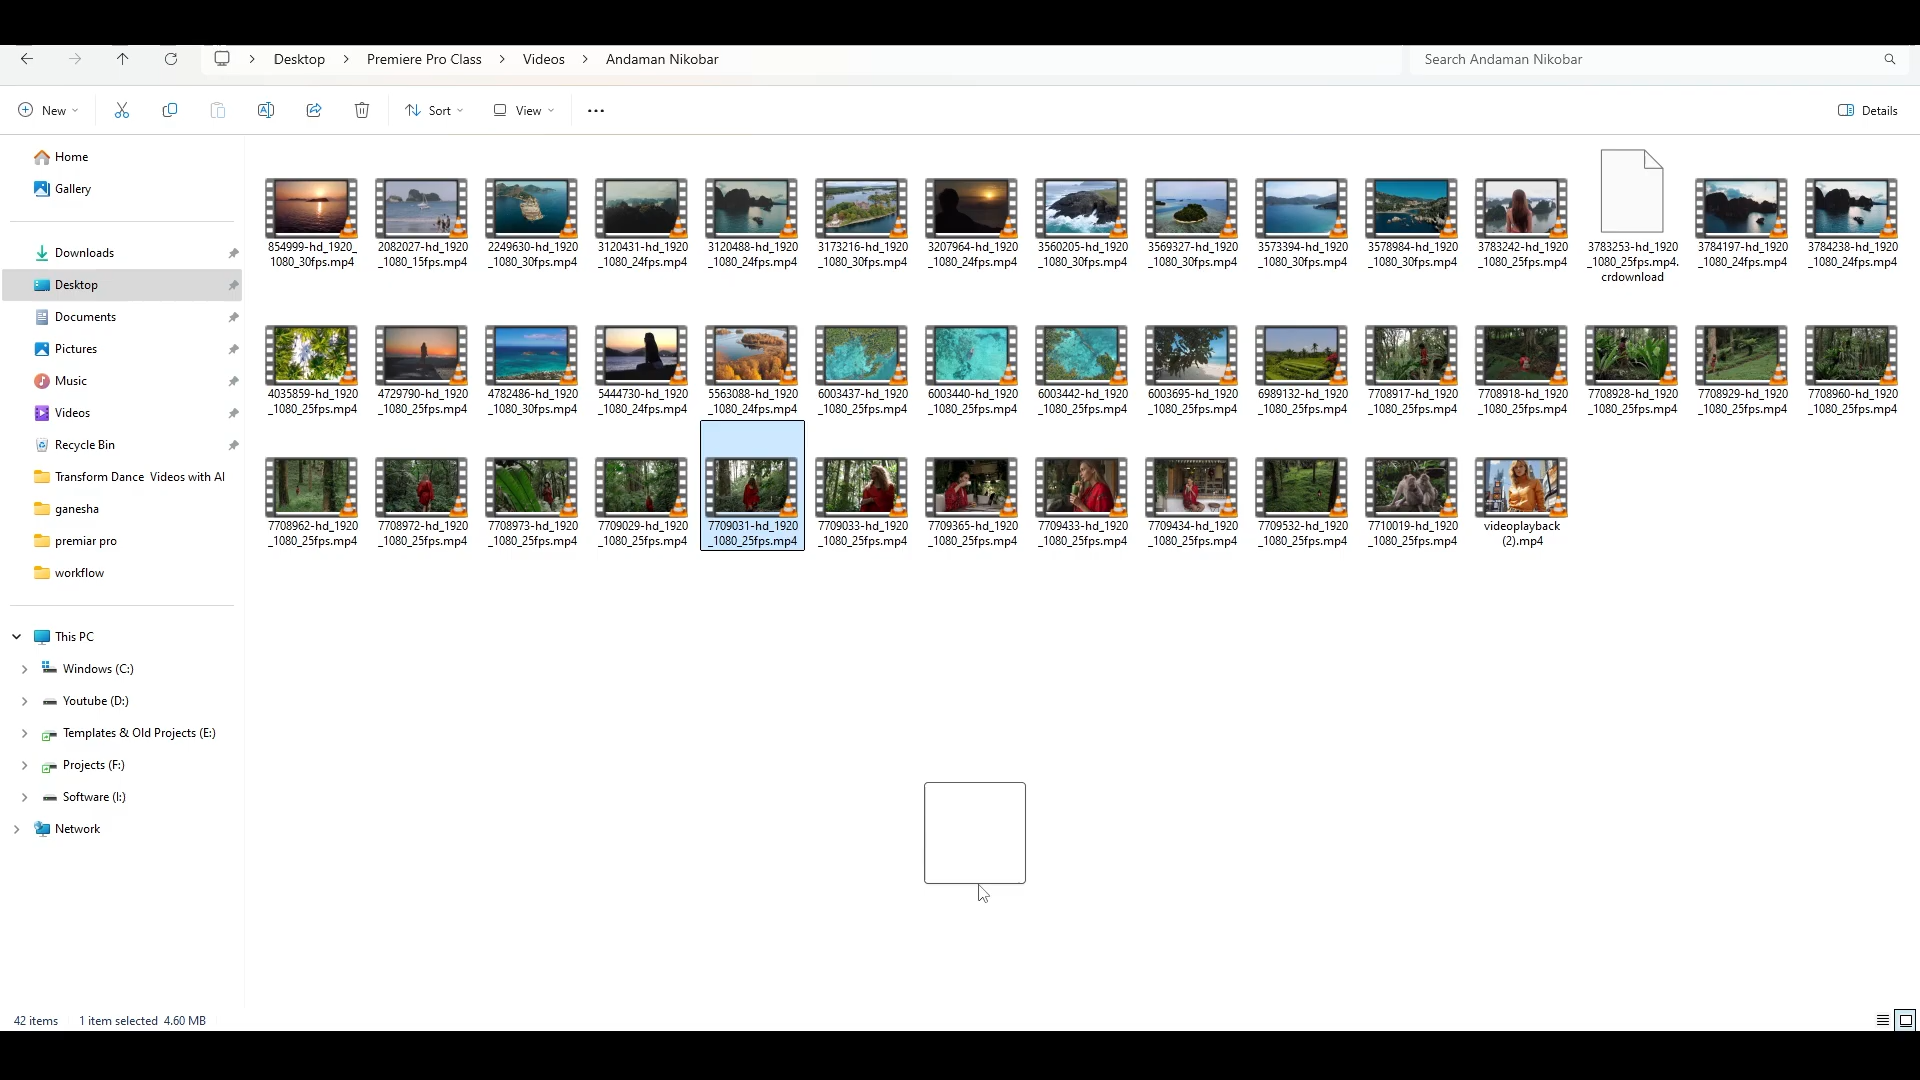 Desktop > Premiere Pro Class > Videos > Andaman Nikobar
Search Andaman Nikobar
New
Sort
View
Details
Home
Gallery
Downloads
Desktop
Documents
Pictures
Music
Videos
Recycle Bin
Transform Dance Videos with AI
ganesha
premiar pro
workflow
This PC
Windows (C:)
Youtube (D:)
Templates & Old Projects (E:)
Projects (F:)
Software (I:)
Network
854999-hd_1920_
1080_30fps.mp4
2082027-hd_1920
_1080_15fps.mp4
2249630-hd_1920
_1080_30fps.mp4
3120431-hd_1920
_1080_24fps.mp4
3120488-hd_1920
_1080_24fps.mp4
3173216-hd_1920
_1080_30fps.mp4
3207964-hd_1920
_1080_24fps.mp4
3560205-hd_1920
_1080_30fps.mp4
3569327-hd_1920
_1080_30fps.mp4
3573394-hd_1920
_1080_30fps.mp4
3578984-hd_1920
_1080_30fps.mp4
3783242-hd_1920
_1080_25fps.mp4
3783253-hd_1920
_1080_25fps.mp4.
crdownload
3784197-hd_1920
_1080_24fps.mp4
3784238-hd_1920
_1080_24fps.mp4
4035859-hd_1920
_1080_25fps.mp4
4729790-hd_1920
_1080_25fps.mp4
4782486-hd_1920
_1080_30fps.mp4
5444730-hd_1920
_1080_24fps.mp4
5563088-hd_1920
_1080_24fps.mp4
6003437-hd_1920
_1080_25fps.mp4
6003440-hd_1920
_1080_25fps.mp4
6003442-hd_1920
_1080_25fps.mp4
6003695-hd_1920
_1080_25fps.mp4
6989132-hd_1920
_1080_25fps.mp4
7708917-hd_1920
_1080_25fps.mp4
7708918-hd_1920
_1080_25fps.mp4
7708928-hd_1920
_1080_25fps.mp4
7708929-hd_1920
_1080_25fps.mp4
7708960-hd_1920
_1080_25fps.mp4
7708962-hd_1920
_1080_25fps.mp4
7708972-hd_1920
_1080_25fps.mp4
7708973-hd_1920
_1080_25fps.mp4
7709029-hd_1920
_1080_25fps.mp4
7709031-hd_1920
_1080_25fps.mp4
7709033-hd_1920
_1080_25fps.mp4
7709365-hd_1920
_1080_25fps.mp4
7709433-hd_1920
_1080_25fps.mp4
7709434-hd_1920
_1080_25fps.mp4
7709532-hd_1920
_1080_25fps.mp4
7710019-hd_1920
_1080_25fps.mp4
videoplayback
(2).mp4
42 items 1 item selected 4.60 MB